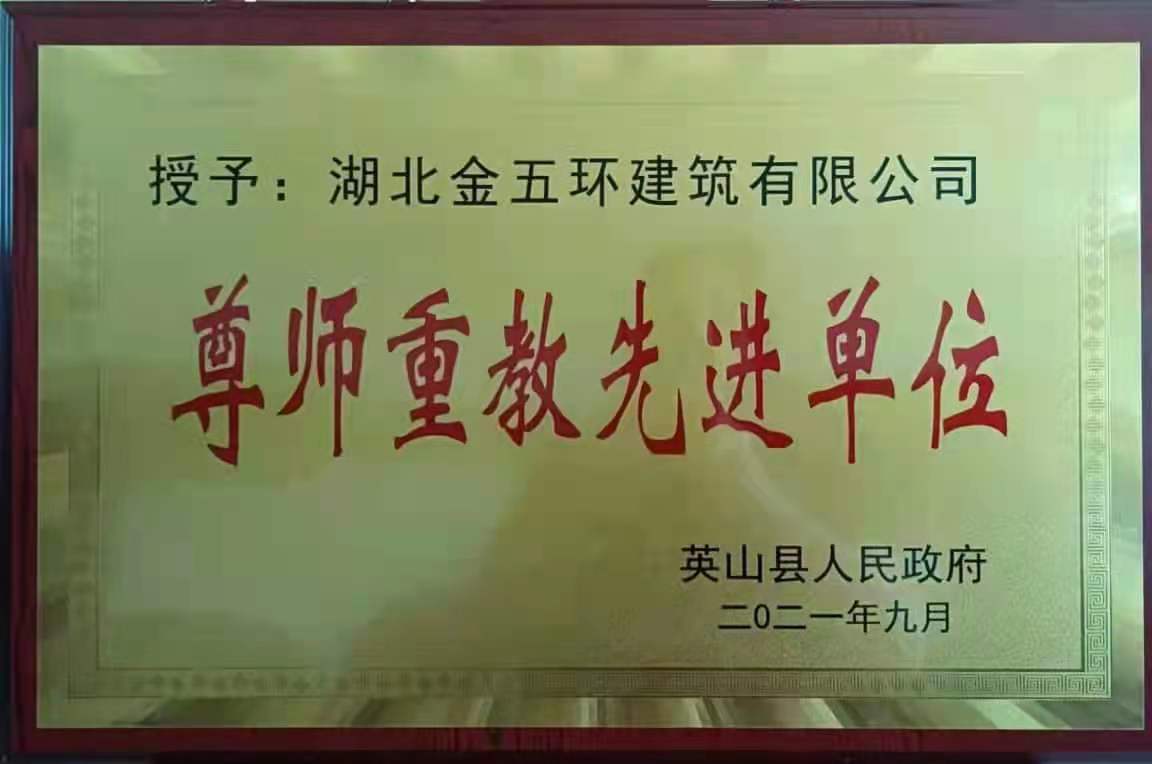 授予：湖北金五环建筑有限公司
尊师重教先进单位
英山县人民政府
二0二一年九月